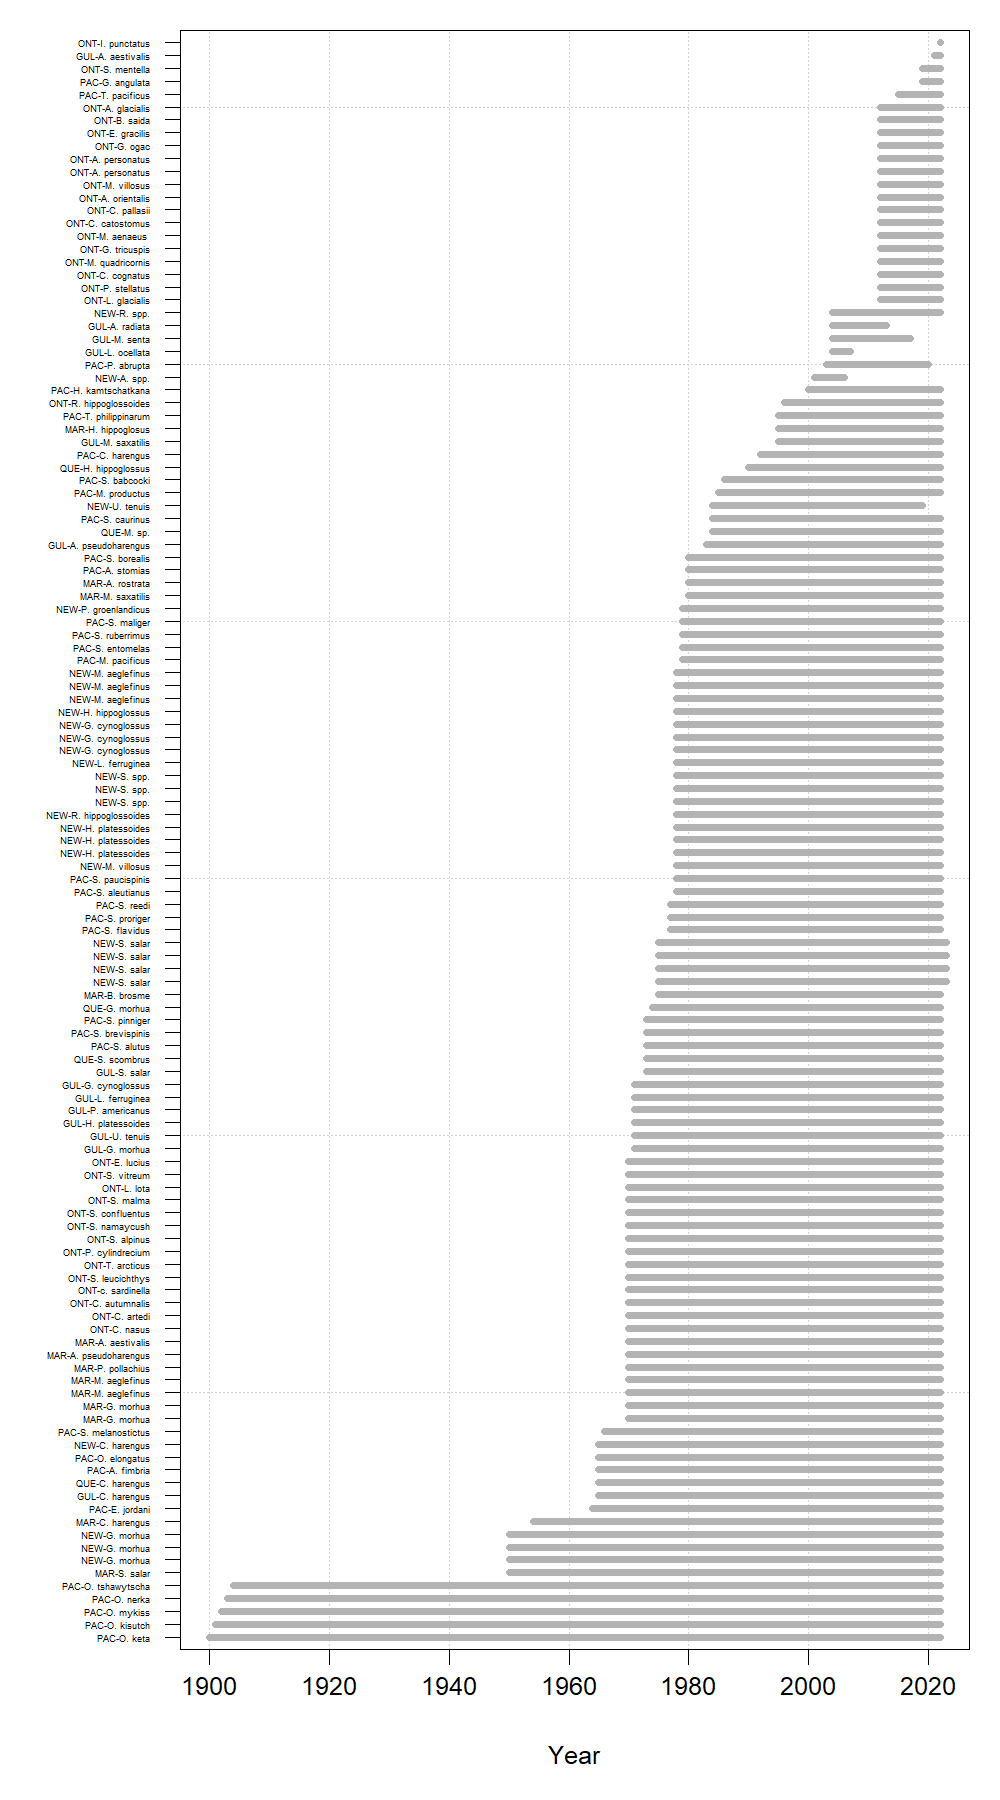 ONT-I. punctatus
GUL-A. aestivalis
ONT-S. mentella
PAC-G. angulata
PAC-T. pacificus
ONT-A. glacialis
ONT-B. saida
ONT-E. gracilis
ONT-G. ogac
ONT-A. personatus
ONT-A. personatus
ONT-M. villosus
ONT-A. orientalis
ONT-C. pallasii
ONT-C. catostomus
ONT-M. aenaeus
ONT-G. tricuspis
ONT-M. quadricornis
ONT-C. cognatus
ONT-P. stellatus
ONT-L. glacialis
NEW-R. spp.
GUL-A. radiata
GUL-M. senta
GUL-L. ocellata
PAC-P. abrupta
NEW-A. spp.
PAC-H. kamtschatkana
ONT-R. hippoglossoides
PAC-T. philippinarum
MAR-H. hippoglosus
GUL-M. saxatilis
PAC-C. harengus
QUE-H. hippoglossus
PAC-S. babcocki
PAC-M. productus
NEW-U. tenuis
PAC-S. caurinus
QUE-M. sp.
GUL-A. pseudoharengus
PAC-S. borealis
PAC-A. stomias
MAR-A. rostrata
MAR-M. saxatilis
NEW-P. groenlandicus
PAC-S. maliger
PAC-S. ruberrimus
PAC-S. entomelas
PAC-M. pacificus
NEW-M. aeglefinus
NEW-M. aeglefinus
NEW-M. aeglefinus
NEW-H. hippoglossus
NEW-G. cynoglossus
NEW-G. cynoglossus
NEW-G. cynoglossus
NEW-L. ferruginea
NEW-S. spp.
NEW-S. spp.
NEW-S. spp.
NEW-R. hippoglossoides
NEW-H. platessoides
NEW-H. platessoides
NEW-H. platessoides
NEW-M. villosus
PAC-S. paucispinis
PAC-S. aleutianus
PAC-S. reedi
PAC-S. proriger
PAC-S. flavidus
NEW-S. salar
NEW-S. salar
NEW-S. salar
NEW-S. salar
MAR-B. brosme
QUE-G. morhua
PAC-S. pinniger
PAC-S. brevispinis
PAC-S. alutus
QUE-S. scombrus
GUL-S. salar
GUL-G. cynoglossus
GUL-L. ferruginea
GUL-P. americanus
GUL-H. platessoides
GUL-U. tenuis
GUL-G. morhua
ONT-E. lucius
ONT-S. vitreum
ONT-L. lota
ONT-S. malma
ONT-S. confluentus
ONT-S. namaycush
ONT-S. alpinus
ONT-P. cylindrecium
ONT-T. arcticus
ONT-S. leucichthys
ONT-c. sardinella
ONT-C. autumnalis
ONT-C. artedi
ONT-C. nasus
MAR-A. aestivalis
MAR-A. pseudoharengus
MAR-P. pollachius
MAR-M. aeglefinus
MAR-M. aeglefinus
MAR-G. morhua
MAR-G. morhua
PAC-S. melanostictus
NEW-C. harengus
PAC-O. elongatus
PAC-A. fimbria
QUE-C. harengus
GUL-C. harengus
PAC-E. jordani
MAR-C. harengus
NEW-G. morhua
NEW-G. morhua
NEW-G. morhua
MAR-S. salar
PAC-O. tshawytscha
PAC-O. nerka
PAC-O. mykiss
PAC-O. kisutch
PAC-O. keta
1900 1920 1940 1960 1980 2000 2020
Year